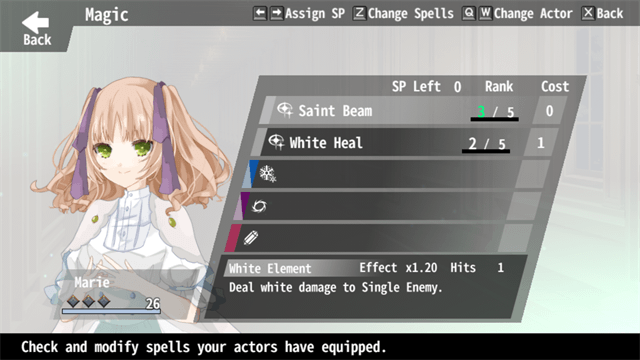 Magic
← → Assign SP Z Change Spells Q W Change Actor X Back
Back
SP Left 0 Rank Cost
Saint Beam 3 / 5 0
White Heal 2 / 5 1
White Element Effect x1.20 Hits 1
Deal white damage to Single Enemy.
Marie
26
Check and modify spells your actors have equipped.